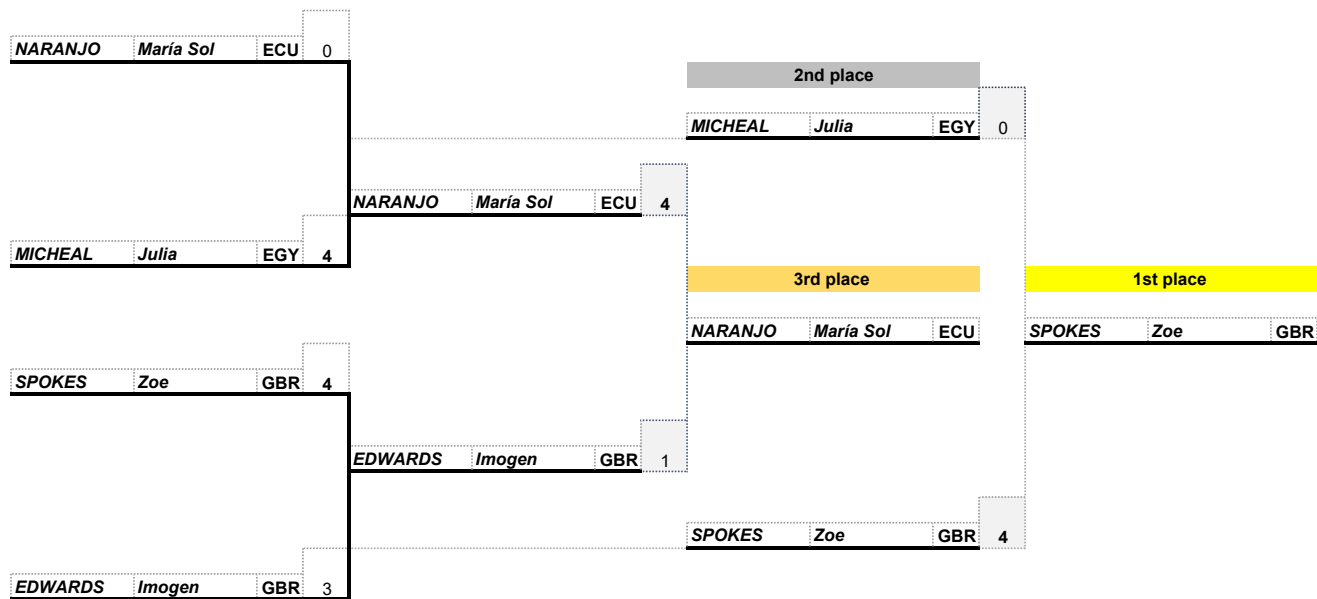 NARANJO María Sol ECU 0
2nd place
MICHEAL Julia EGY 0
NARANJO María Sol ECU 4
MICHEAL Julia EGY 4
3rd place 1st place
NARANJO María Sol ECU SPOKES Zoe GBR
SPOKES Zoe GBR 4
EDWARDS Imogen GBR 1
SPOKES Zoe GBR 4
EDWARDS Imogen GBR 3